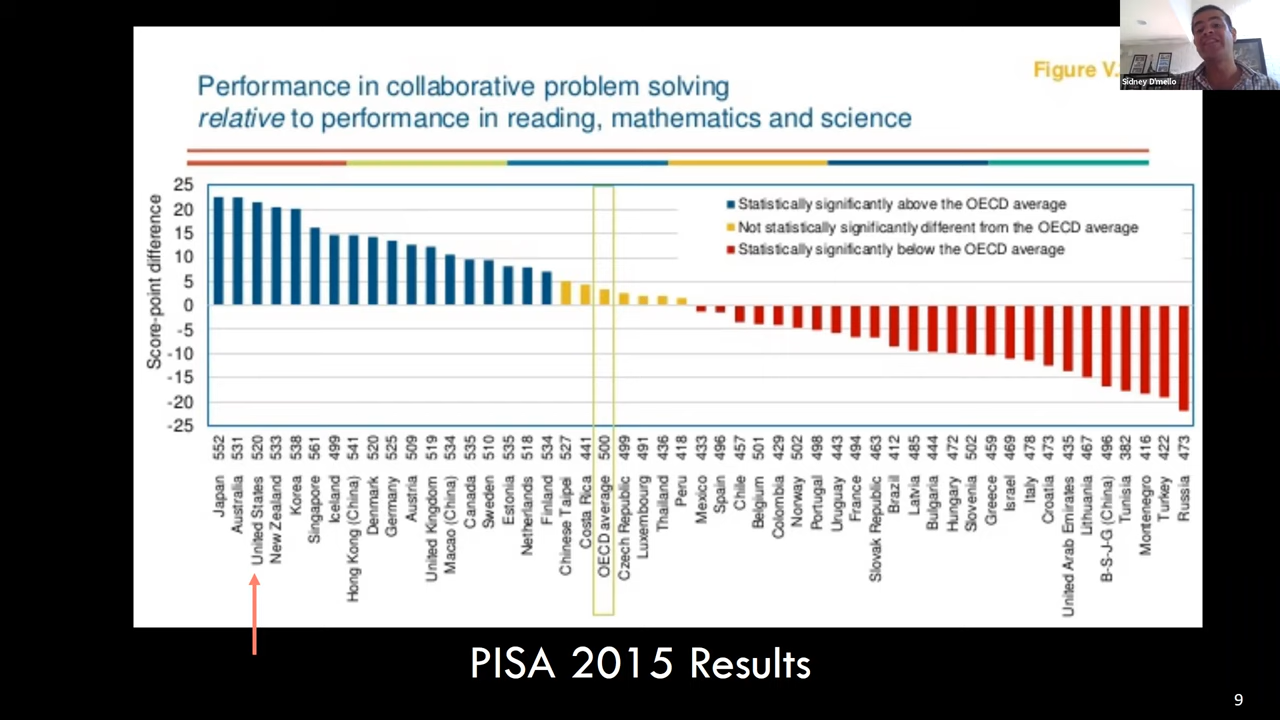 Performance in collaborative problem solving
relative to performance in reading, mathematics and science
Figure V.
Sidney D'mello
Score-point difference
25
20
15
10
5
0
-5
-10
-15
-20
-25
Statistically significantly above the OECD average
Not statistically significantly different from the OECD average
Statistically significantly below the OECD average
Japan 552
Australia 531
United States 520
New Zealand 533
Korea 538
Singapore 561
Iceland 499
Hong Kong (China) 541
Denmark 520
Germany 525
Austria 509
United Kingdom 519
Macao (China) 534
Canada 535
Sweden 510
Estonia 535
Netherlands 518
Finland 534
Chinese Taipei 527
Costa Rica 441
OECD average 500
Czech Republic 499
Luxembourg 491
Thailand 436
Peru 418
Mexico 433
Spain 496
Chile 457
Belgium 501
Colombia 429
Norway 502
Portugal 498
Uruguay 443
France 494
Slovak Republic 463
Brazil 412
Latvia 485
Bulgaria 444
Hungary 472
Slovenia 502
Greece 459
Israel 469
Italy 478
Croatia 473
United Arab Emirates 435
Lithuania 467
B-S-J-G (China) 496
Tunisia 382
Montenegro 416
Turkey 422
Russia 473
PISA 2015 Results
9